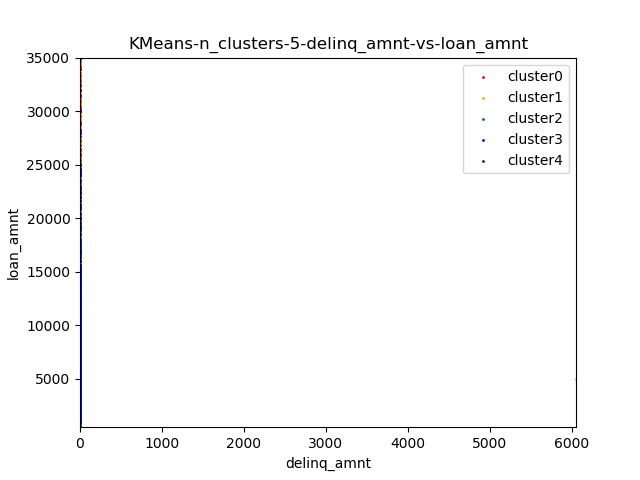 KMeans-n_clusters-5-delinq_amnt-vs-loan_amnt
35000
30000
25000
20000
15000
10000
5000
loan_amnt
cluster0
cluster1
cluster2
cluster3
cluster4
0 1000 2000 3000 4000 5000 6000
delinq_amnt